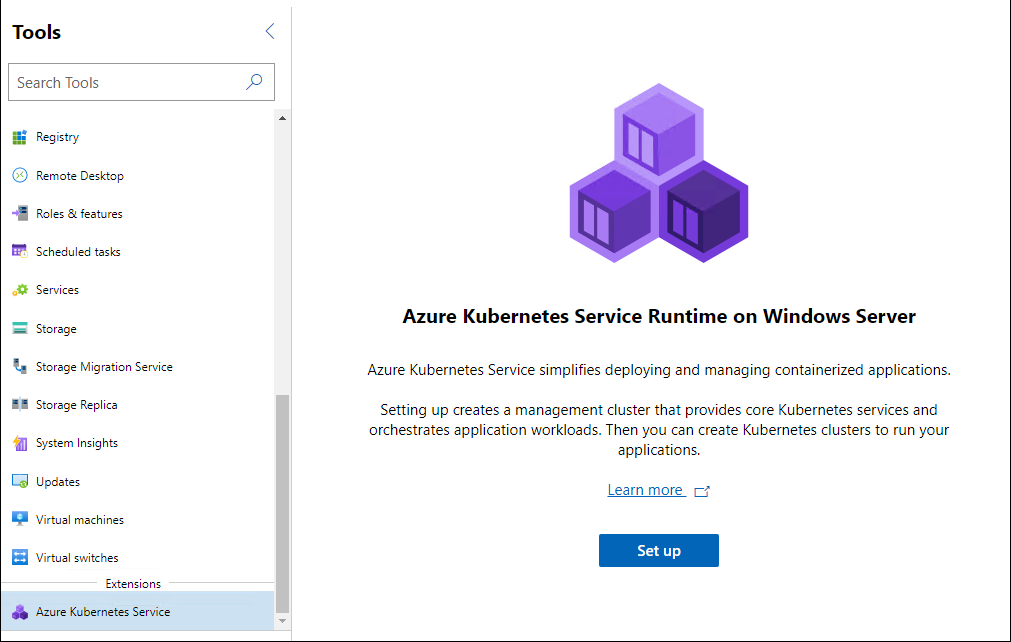 Tools
Search Tools
Registry
Remote Desktop
Roles & features
Scheduled tasks
Services
Storage
Storage Migration Service
Storage Replica
System Insights
Updates
Virtual machines
Virtual switches
Extensions
Azure Kubernetes Service
Azure Kubernetes Service Runtime on Windows Server
Azure Kubernetes Service simplifies deploying and managing containerized applications.
Setting up creates a management cluster that provides core Kubernetes services and
orchestrates application workloads. Then you can create Kubernetes clusters to run your
applications.
Learn more
Set up